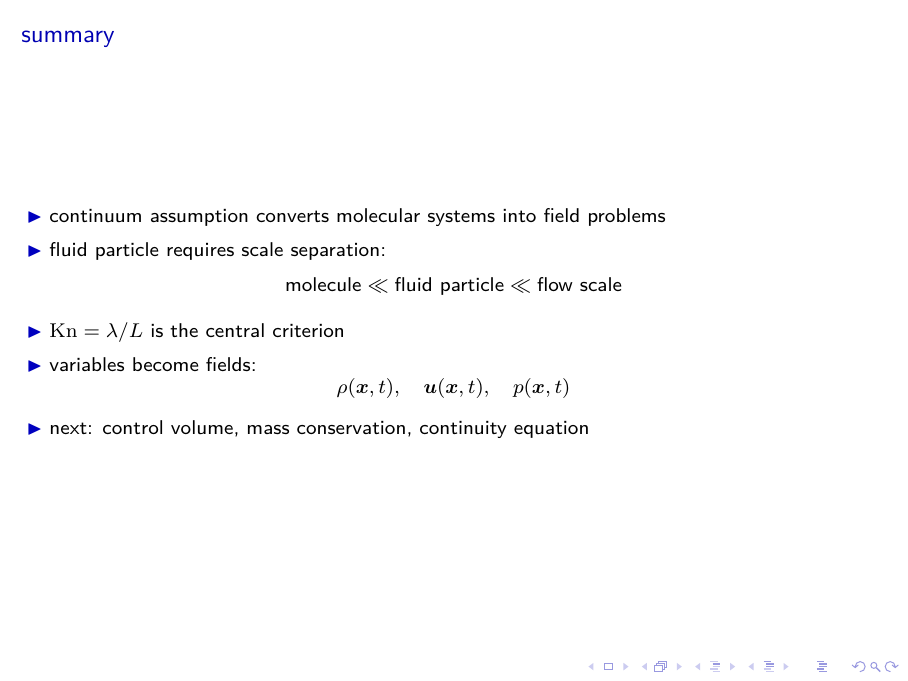 summary
continuum assumption converts molecular systems into field problems
fluid particle requires scale separation:
molecule ≪ fluid particle ≪ flow scale
Kn = λ/L is the central criterion
variables become fields:
ρ(x, t), u(x, t), p(x, t)
next: control volume, mass conservation, continuity equation